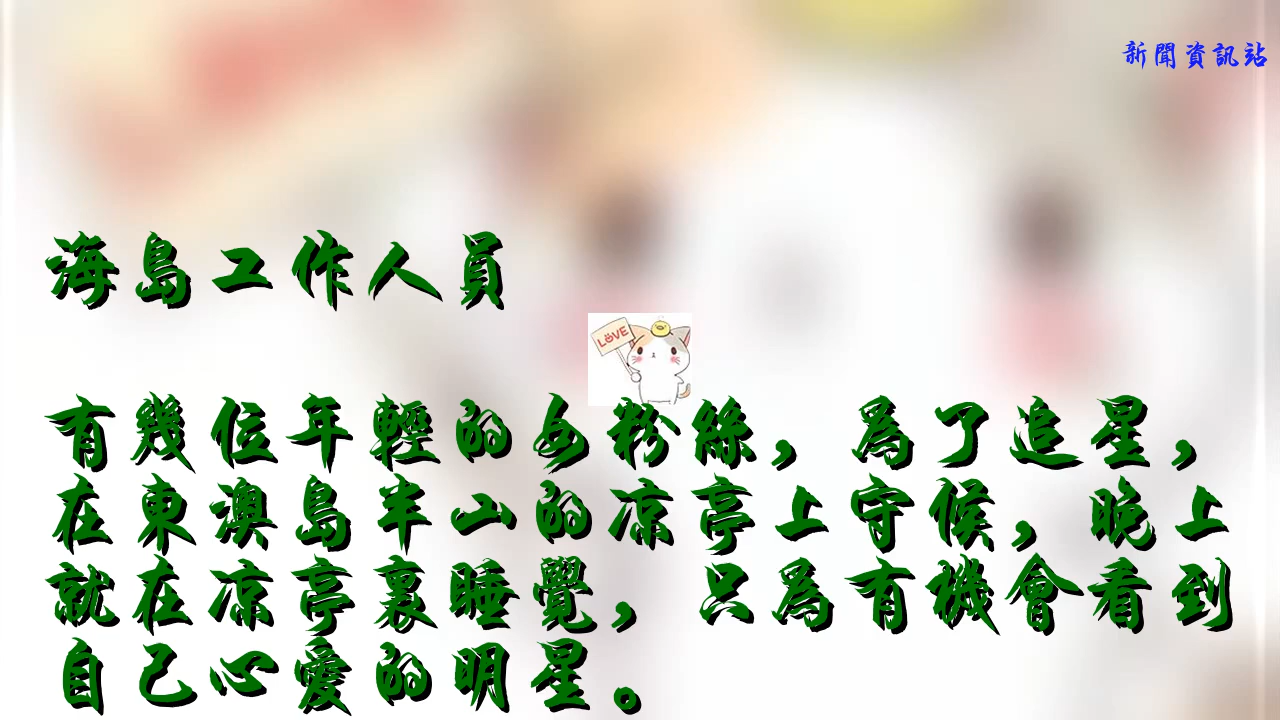 新聞資訊站
海島工作人員
LOVE
有幾位年輕的女粉絲，為了追星，
在東澳島半山的涼亭上守候，晚上
就在涼亭裏睡覺，只為有機會看到
自己心愛的明星。